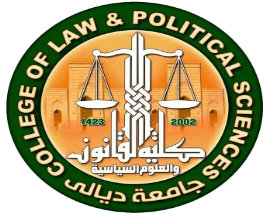 COLLEGE OF LAW & POLITICAL SCIENCES
1423
2002
كلية القانون
والعلوم السياسية
جامعة ديالى